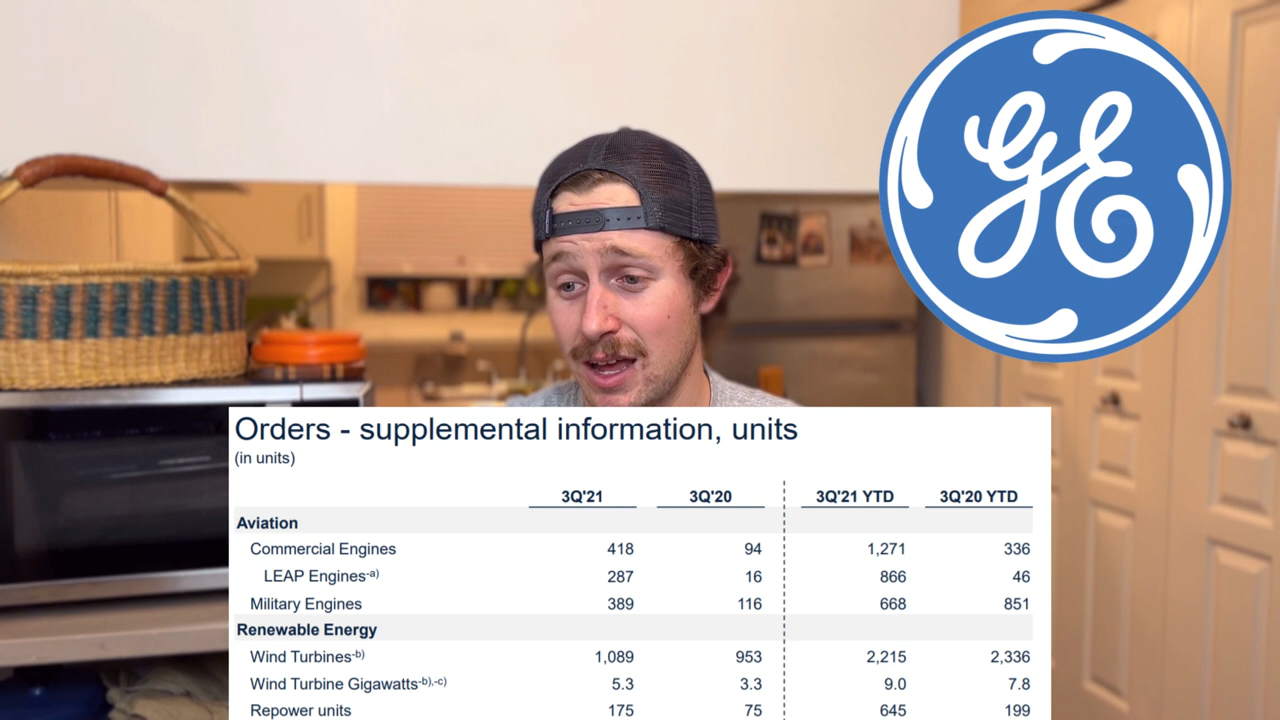 GE
Orders - supplemental information, units
(in units)
3Q'21 3Q'20 3Q'21 YTD 3Q'20 YTD
Aviation
Commercial Engines 418 94 1,271 336
LEAP Engines-a) 287 16 866 46
Military Engines 389 116 668 851
Renewable Energy
Wind Turbines-b) 1,089 953 2,215 2,336
Wind Turbine Gigawatts-b),-c) 5.3 3.3 9.0 7.8
Repower units 175 75 645 199